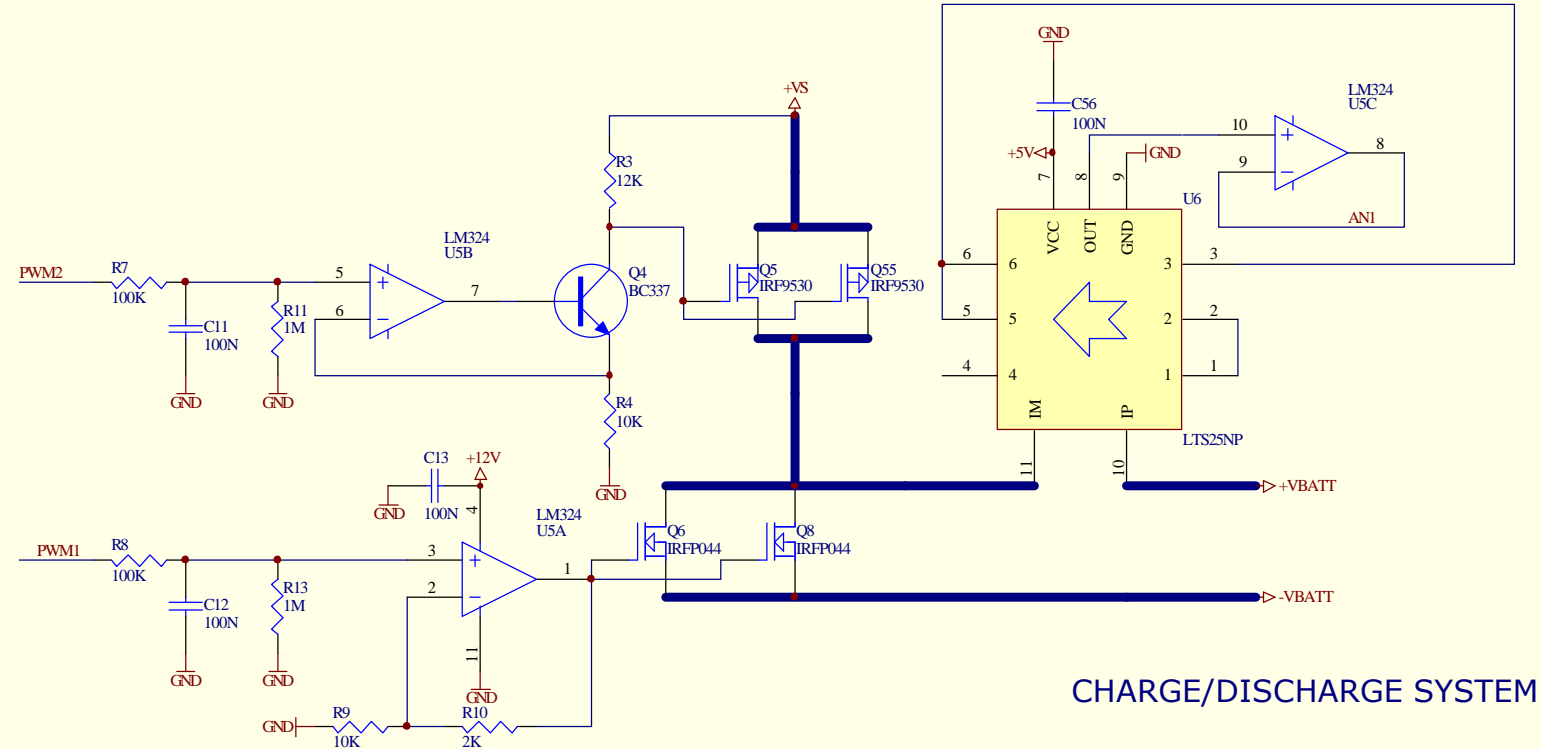 GND
+VS
C56
100N
LM324
U5C
10
+
8
9
−
AN1
+5V
GND
7
8
9
U6
VCC
OUT
GND
6
6
3
3
5
5
2
2
4
4
1
1
IM
IP
LTS25NP
11
10
+VBATT
R3
12K
LM324
U5B
Q4
BC337
Q5
IRF9530
Q55
IRF9530
PWM2
R7
100K
5
+
7
6
−
C11
100N
R11
1M
GND
GND
R4
10K
GND
C13
+12V
100N
GND
4
LM324
U5A
Q6
IRFP044
Q8
IRFP044
PWM1
R8
100K
3
+
1
2
−
C12
100N
R13
1M
-VBATT
GND
GND
11
GND
GND
R9
10K
R10
2K
CHARGE/DISCHARGE SYSTEM